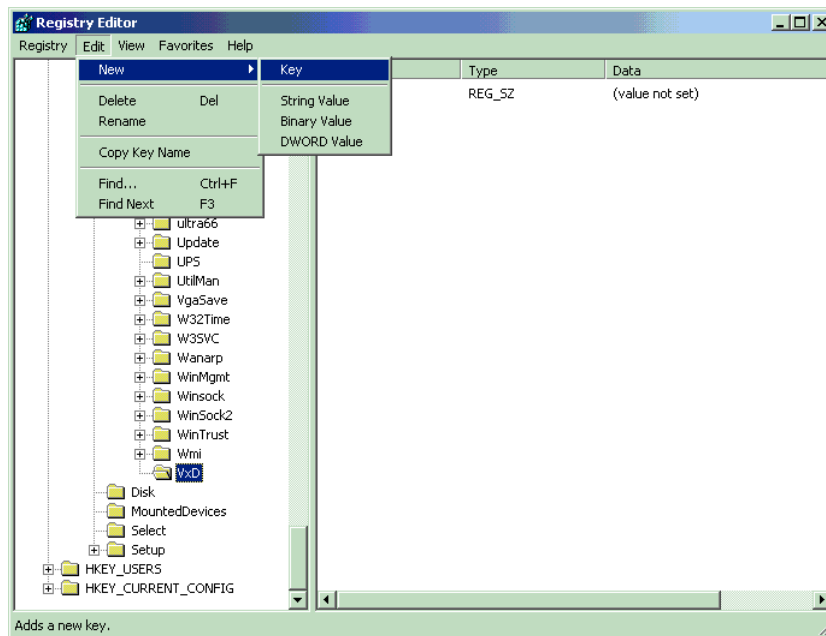 Registry Editor
Registry Edit View Favorites Help
New
Delete Del
Rename
Copy Key Name
Find... Ctrl+F
Find Next F3
Key
String Value
Binary Value
DWORD Value
Type Data
REG_SZ (value not set)
ultra66
Update
UPS
UtilMan
VgaSave
W32Time
W3SVC
Wanarp
WinMgmt
Winsock
WinSock2
WinTrust
Wmi
VxD
Disk
MountedDevices
Select
Setup
HKEY_USERS
HKEY_CURRENT_CONFIG
Adds a new key.